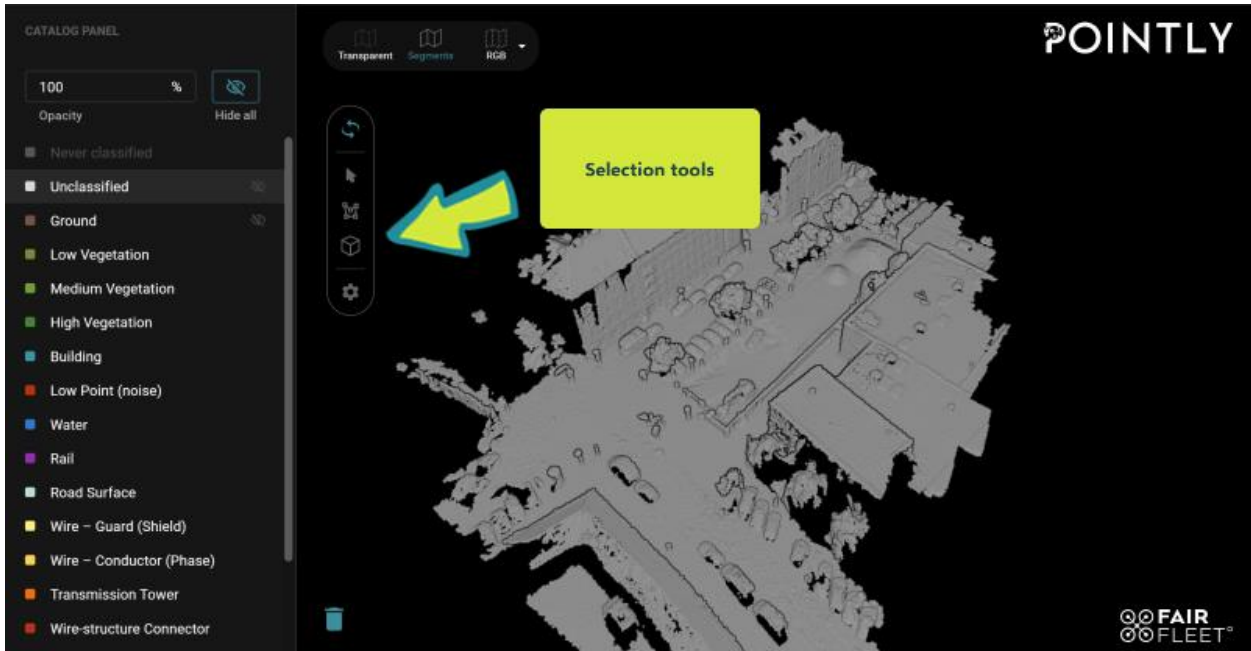 CATALOG PANEL
100 %
Opacity
Hide all
Never classified
Unclassified
Ground
Low Vegetation
Medium Vegetation
High Vegetation
Building
Low Point (noise)
Water
Rail
Road Surface
Wire – Guard (Shield)
Wire – Conductor (Phase)
Transmission Tower
Wire-structure Connector
Transparent
Segments
RGB
Selection tools
POINTLY
FAIR
FLEET°